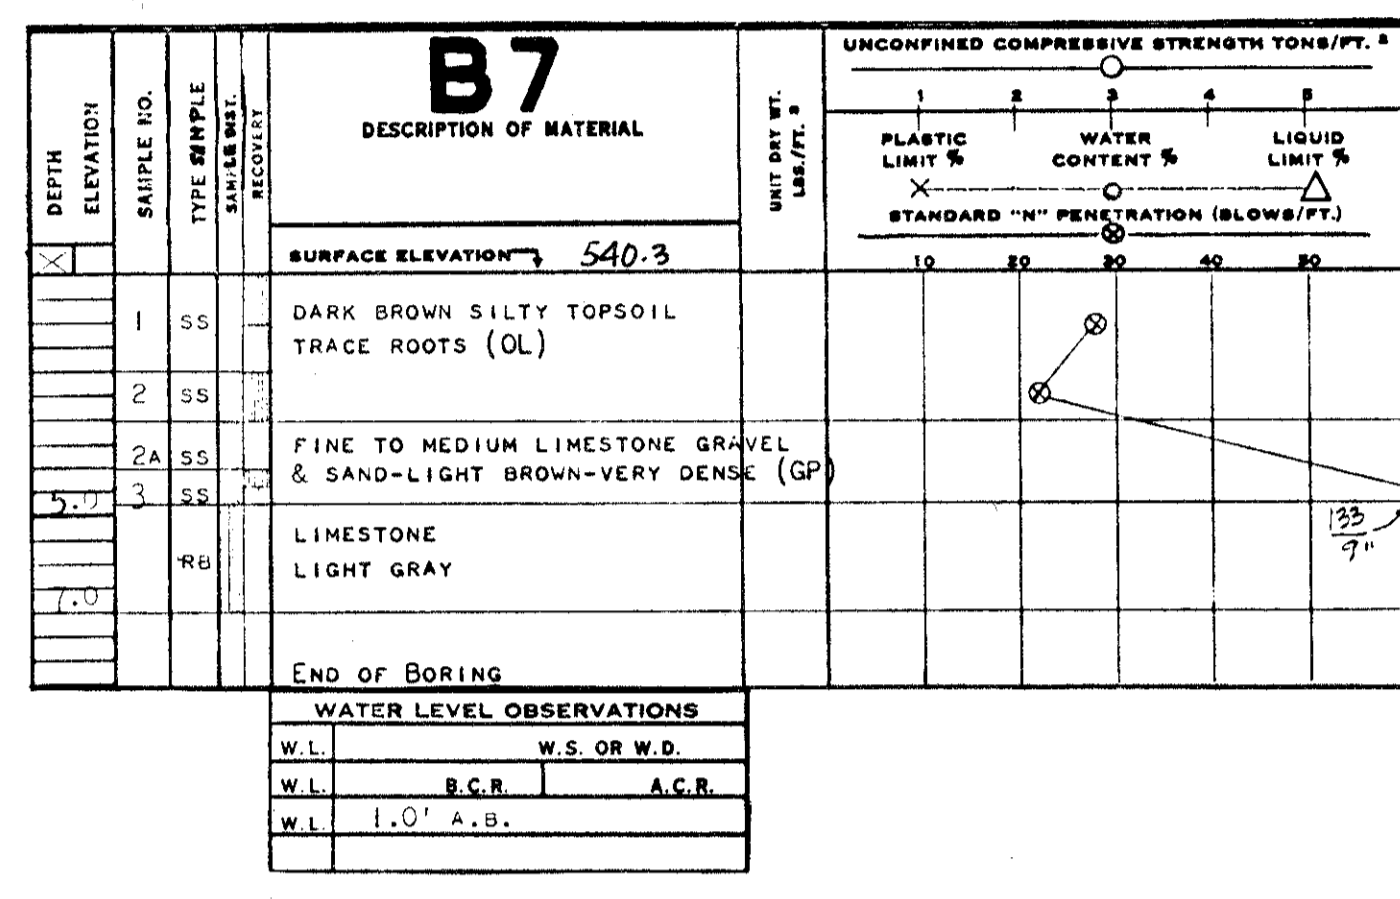 B7
DESCRIPTION OF MATERIAL
DEPTH
ELEVATION
SAMPLE NO.
TYPE SAMPLE
SAMPLE DIST.
RECOVERY
SURFACE ELEVATION 540.3
UNIT DRY WT.
LBS./FT. 3
UNCONFINED COMPRESSIVE STRENGTH TONS/FT. 2
1 2 3 4 5
PLASTIC WATER LIQUID
LIMIT % CONTENT % LIMIT %
STANDARD "N" PENETRATION (BLOWS/FT.)
10 20 30 40 50
1 SS DARK BROWN SILTY TOPSOIL
TRACE ROOTS (OL)
2 SS
2A SS FINE TO MEDIUM LIMESTONE GRAVEL
& SAND-LIGHT BROWN-VERY DENSE (GP)
5.0 3 SS
133
9"
LIMESTONE
RB LIGHT GRAY
7.0
END OF BORING
WATER LEVEL OBSERVATIONS
W.L. W.S. OR W.D.
W.L. B.C.R. A.C.R.
W.L. 1.0' A.B.